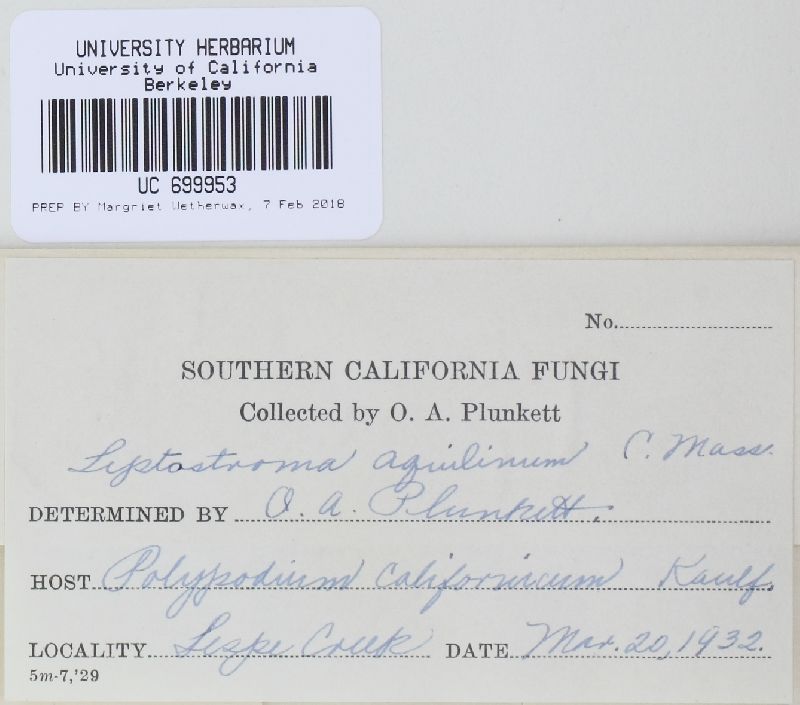 UNIVERSITY HERBARIUM
University of California
Berkeley
UC 699953
PREP BY Margriet Wetherwax, 7 Feb 2018
No.
SOUTHERN CALIFORNIA FUNGI
Collected by O. A. Plunkett
Leptostroma aquilinum C. Mass.
DETERMINED BY O. A. Plunkett.
HOST Polypodium californicum Kaulf.
LOCALITY Sespe Creek DATE Mar. 20, 1932.
5m-7,'29